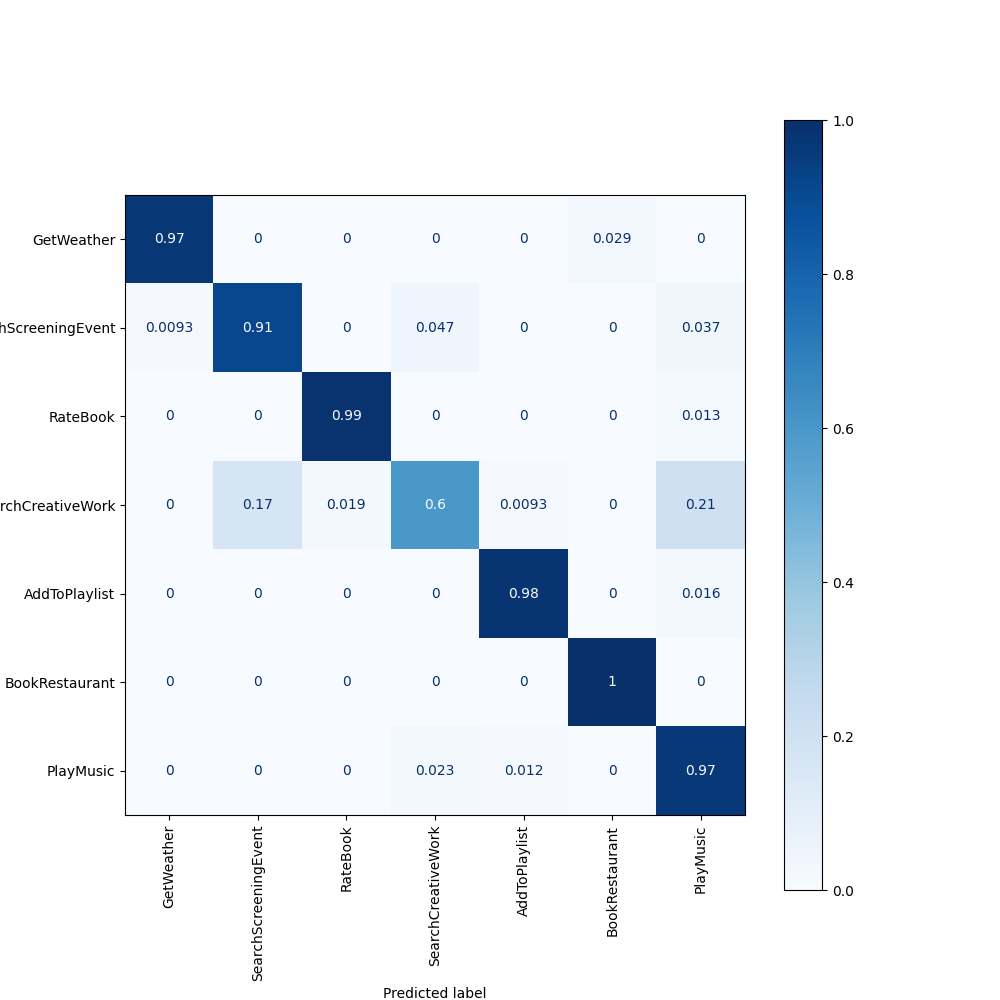 1.0
GetWeather 0.97 0 0 0 0 0.029 0
0.8
hScreeningEvent 0.0093 0.91 0 0.047 0 0 0.037
RateBook 0 0 0.99 0 0 0 0.013
0.6
rchCreativeWork 0 0.17 0.019 0.6 0.0093 0 0.21
0.4
AddToPlaylist 0 0 0 0 0.98 0 0.016
BookRestaurant 0 0 0 0 0 1 0
0.2
PlayMusic 0 0 0 0.023 0.012 0 0.97
0.0
GetWeather
SearchScreeningEvent
RateBook
SearchCreativeWork
AddToPlaylist
BookRestaurant
PlayMusic
Predicted label